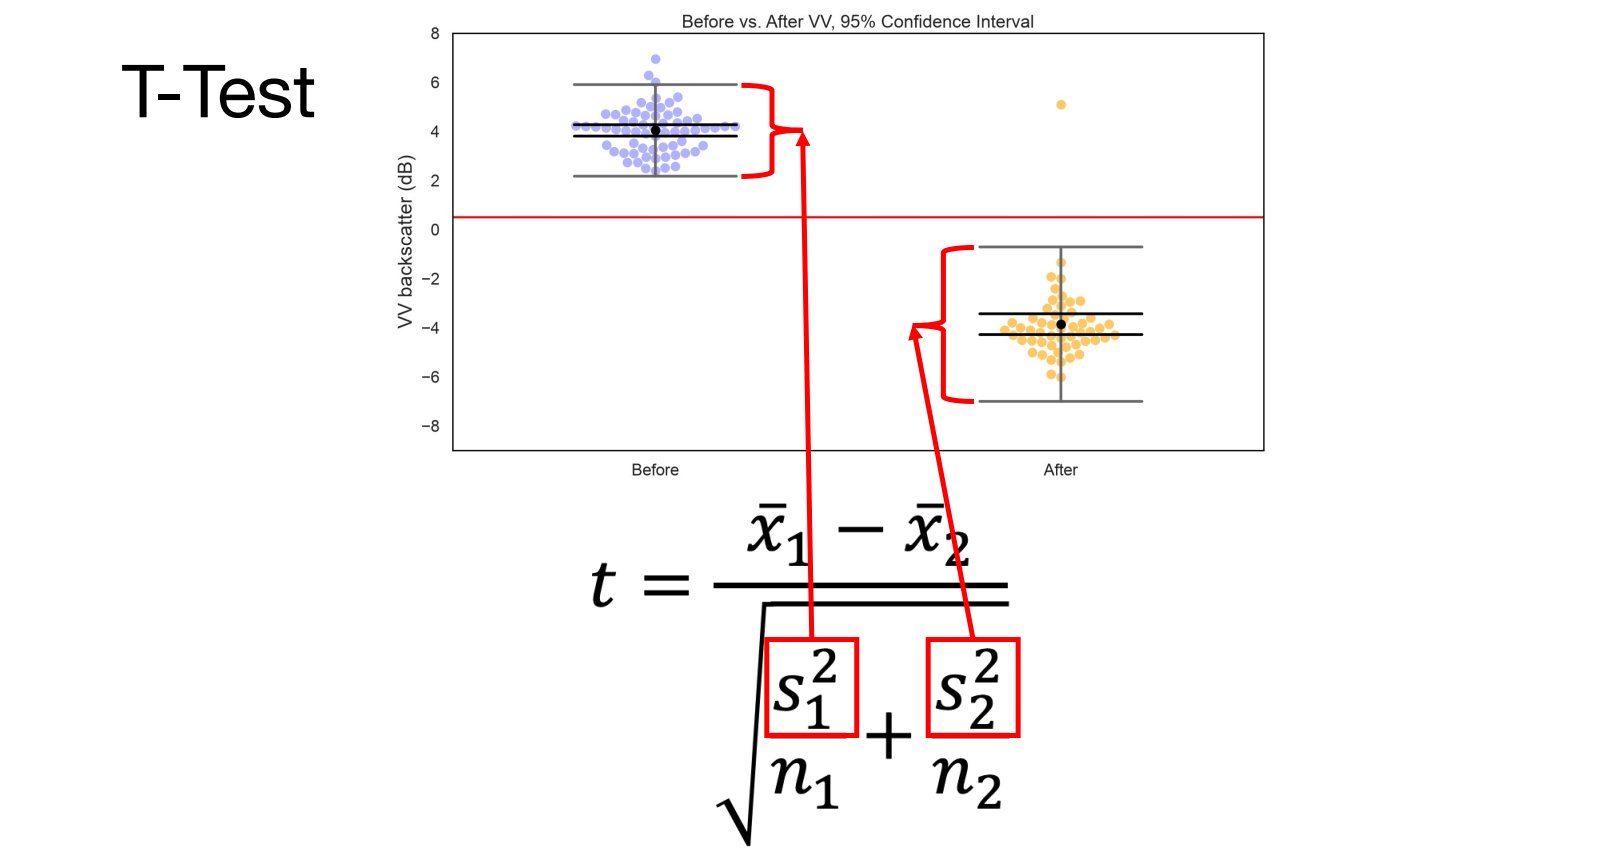 T-Test
Before vs. After VV, 95% Confidence Interval
VV backscatter (dB)
8
6
4
2
0
−2
−4
−6
−8
Before
After
t = (x̄₁ − x̄₂) / √(s₁²/n₁ + s₂²/n₂)